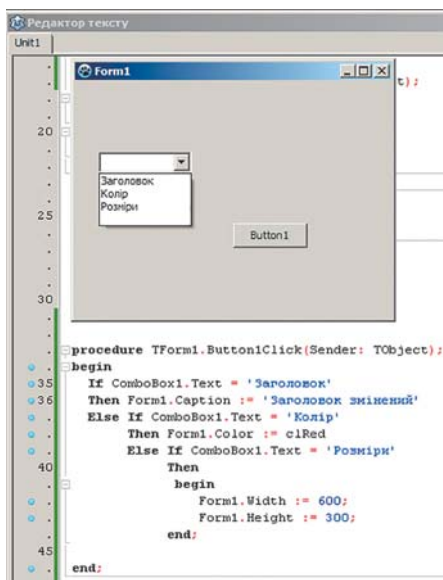 Редактор тексту
Unit1
Form1
t);
20
Заголовок
Колір
Розміри
25
Button1
30
procedure TForm1.Button1Click(Sender: TObject);
begin
35 If ComboBox1.Text = 'Заголовок'
36 Then Form1.Caption := 'Заголовок змінений'
Else If ComboBox1.Text = 'Колір'
Then Form1.Color := clRed
Else If ComboBox1.Text = 'Розміри'
40 Then
begin
Form1.Width := 600;
Form1.Height := 300;
end;
45
end;